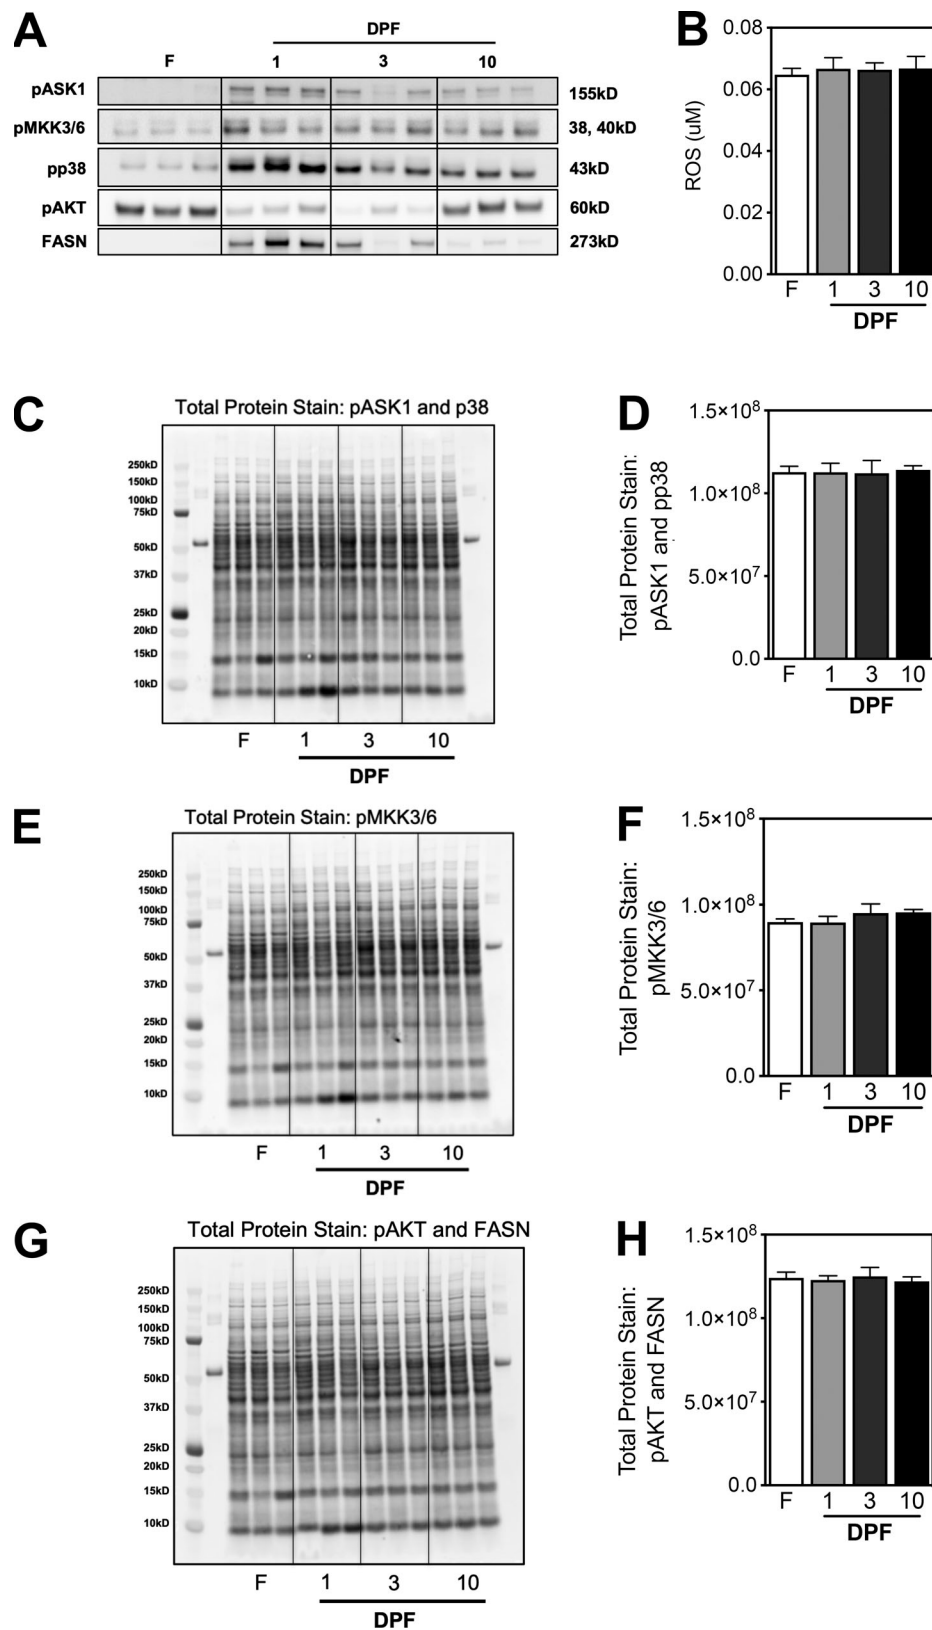 A
DPF
F 1 3 10
pASK1 155kD
pMKK3/6 38, 40kD
pp38 43kD
pAKT 60kD
FASN 273kD
B
ROS (uM)
0.08
0.06
0.04
0.02
0.00
F 1 3 10
DPF
C
Total Protein Stain: pASK1 and p38
250kD
150kD
100kD
75kD
50kD
37kD
25kD
20kD
15kD
10kD
F 1 3 10
DPF
D
Total Protein Stain:
pASK1 and pp38
1.5×10⁸
1.0×10⁸
5.0×10⁷
0.0
F 1 3 10
DPF
E
Total Protein Stain: pMKK3/6
250kD
150kD
100kD
75kD
50kD
37kD
25kD
20kD
15kD
10kD
F 1 3 10
DPF
F
Total Protein Stain:
pMKK3/6
1.5×10⁸
1.0×10⁸
5.0×10⁷
0.0
F 1 3 10
DPF
G
Total Protein Stain: pAKT and FASN
250kD
150kD
100kD
75kD
50kD
37kD
25kD
20kD
15kD
10kD
F 1 3 10
DPF
H
Total Protein Stain:
pAKT and FASN
1.5×10⁸
1.0×10⁸
5.0×10⁷
0.0
F 1 3 10
DPF